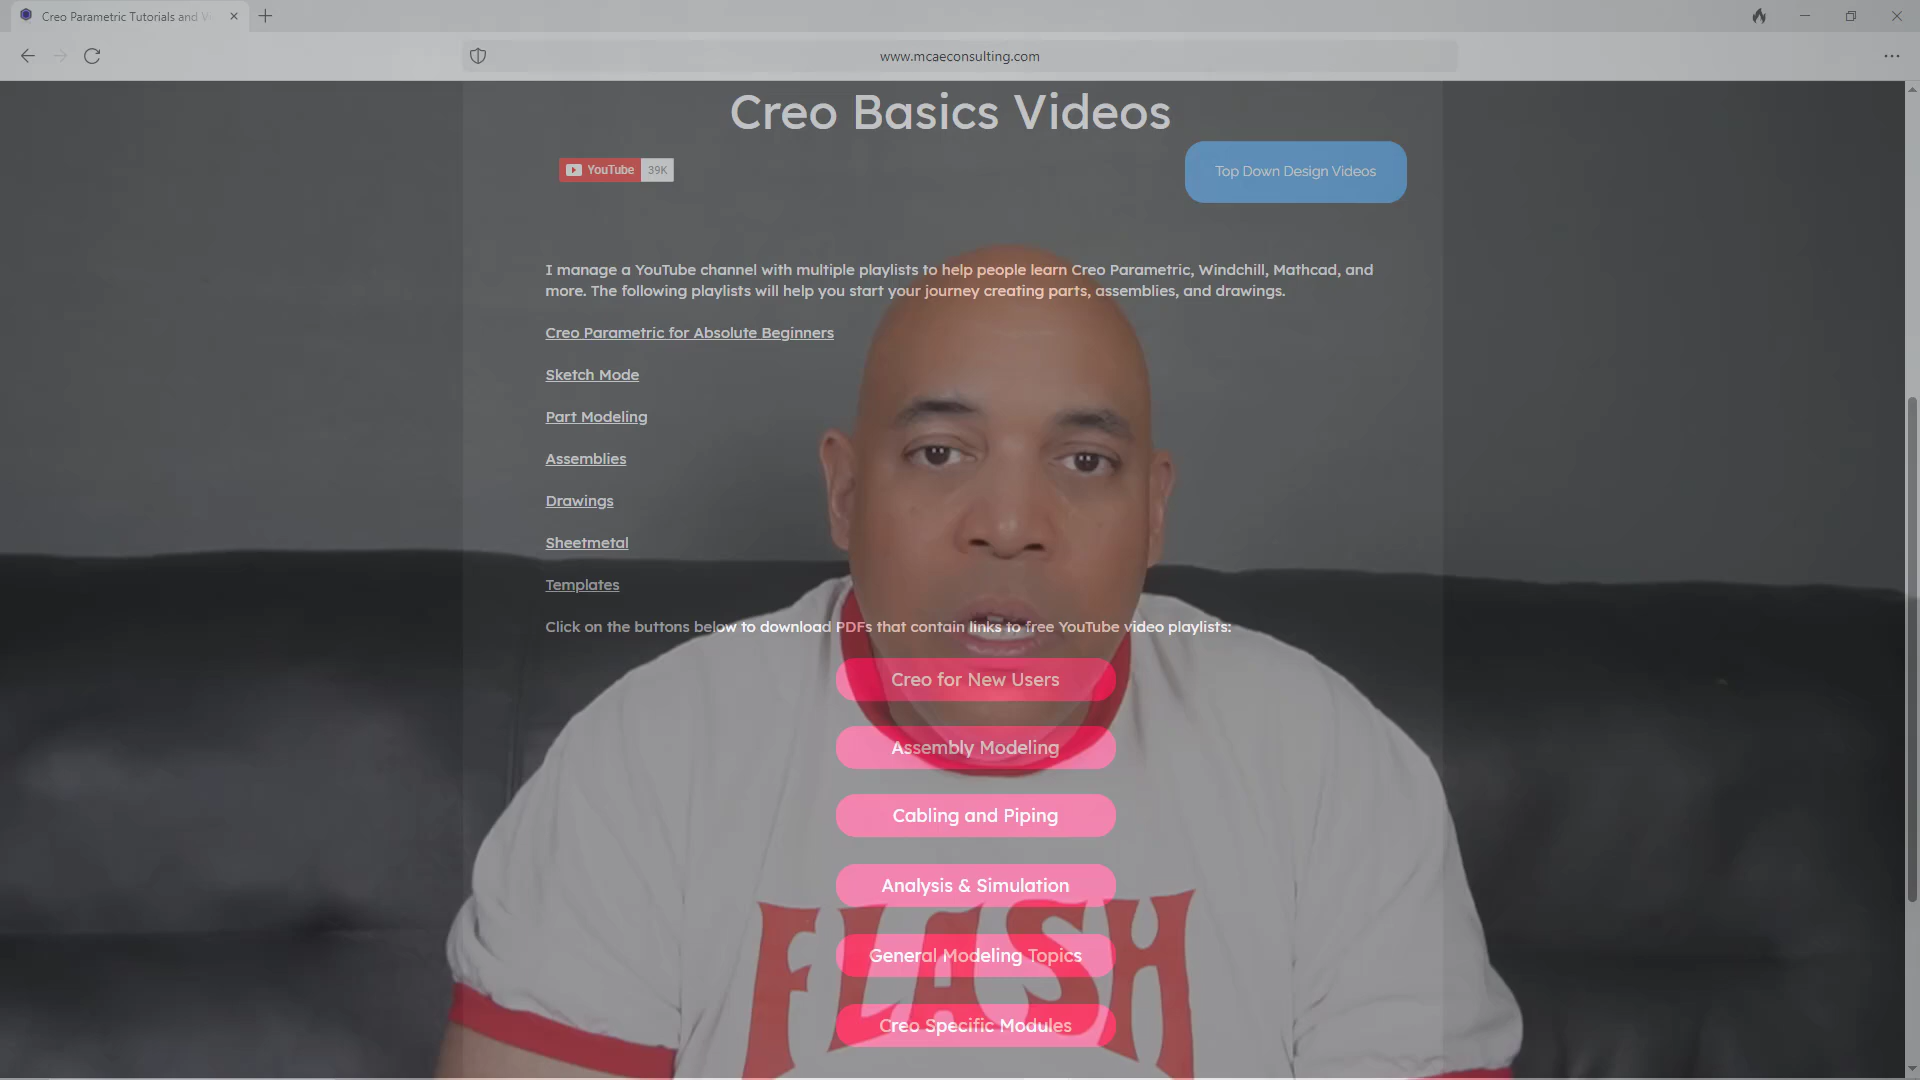 Creo Parametric Tutorials and
www.mcaeconsulting.com
Creo Basics Videos
YouTube 39K
Top Down Design Videos
I manage a YouTube channel with multiple playlists to help people learn Creo Parametric, Windchill, Mathcad, and
more. The following playlists will help you start your journey creating parts, assemblies, and drawings.
Creo Parametric for Absolute Beginners
Sketch Mode
Part Modeling
Assemblies
Drawings
Sheetmetal
Templates
Click on the buttons below to download PDFs that contain links to free YouTube video playlists:
Creo for New Users
Assembly Modeling
Cabling and Piping
Analysis & Simulation
General Modeling Topics
Creo Specific Modules
FLASH